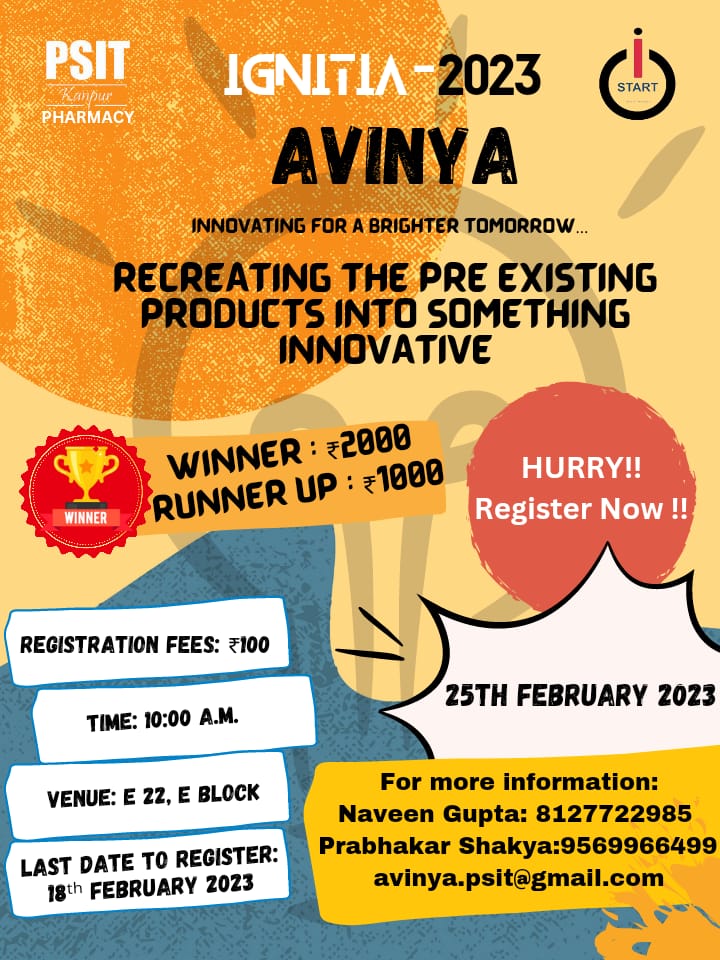 PSIT
Kanpur
PHARMACY
IGNITIA-2023
START
AVINYA
INNOVATING FOR A BRIGHTER TOMORROW...
RECREATING THE PRE EXISTING
PRODUCTS INTO SOMETHING
INNOVATIVE
WINNER
WINNER : ₹2000
RUNNER UP : ₹1000
HURRY!!
Register Now !!
REGISTRATION FEES: ₹100
TIME: 10:00 A.M.
VENUE: E 22, E BLOCK
LAST DATE TO REGISTER:
18th FEBRUARY 2023
25TH FEBRUARY 2023
For more information:
Naveen Gupta: 8127722985
Prabhakar Shakya:9569966499
avinya.psit@gmail.com